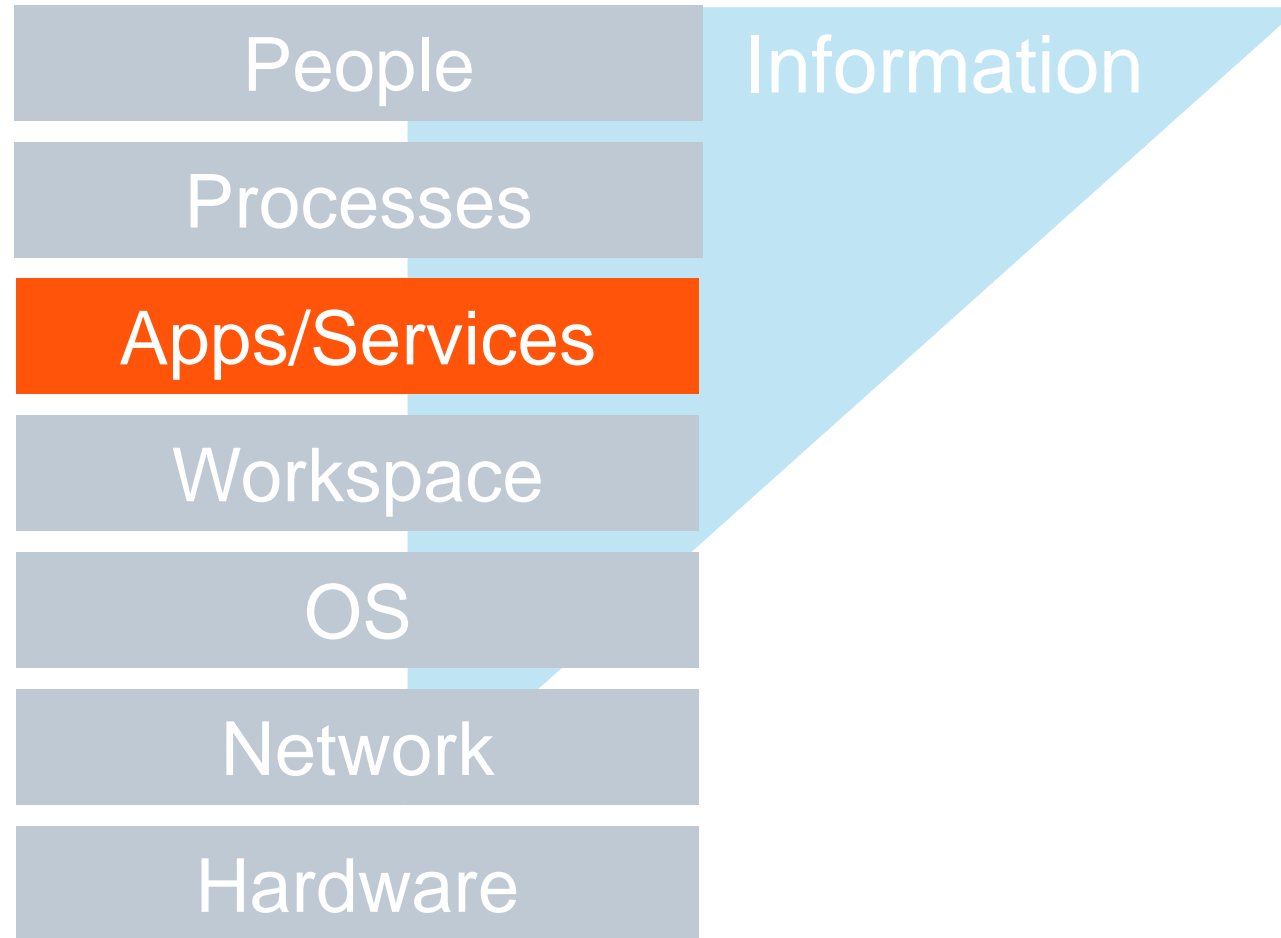 People
Information
Processes
Apps/Services
Workspace
OS
Network
Hardware